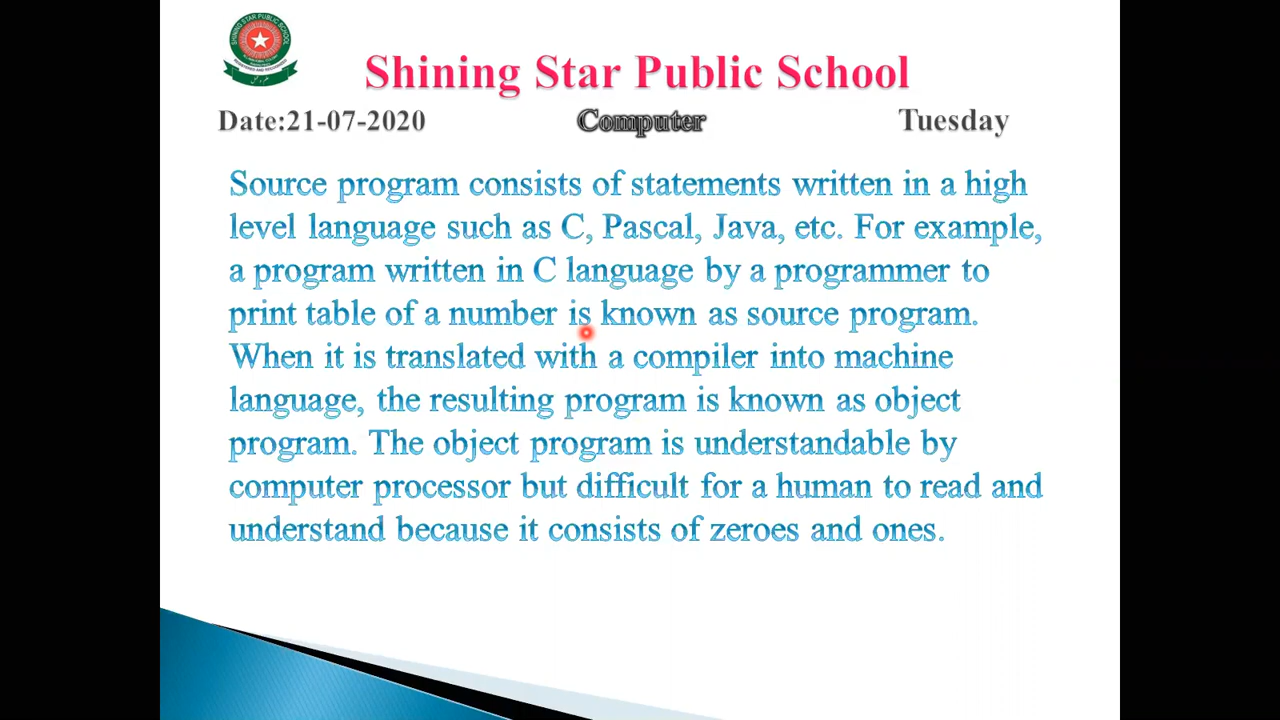 SHINING STAR PUBLIC SCHOOL
Shining Star Public School
Date:21-07-2020 Computer Tuesday
Source program consists of statements written in a high
level language such as C, Pascal, Java, etc. For example,
a program written in C language by a programmer to
print table of a number is known as source program.
When it is translated with a compiler into machine
language, the resulting program is known as object
program. The object program is understandable by
computer processor but difficult for a human to read and
understand because it consists of zeroes and ones.